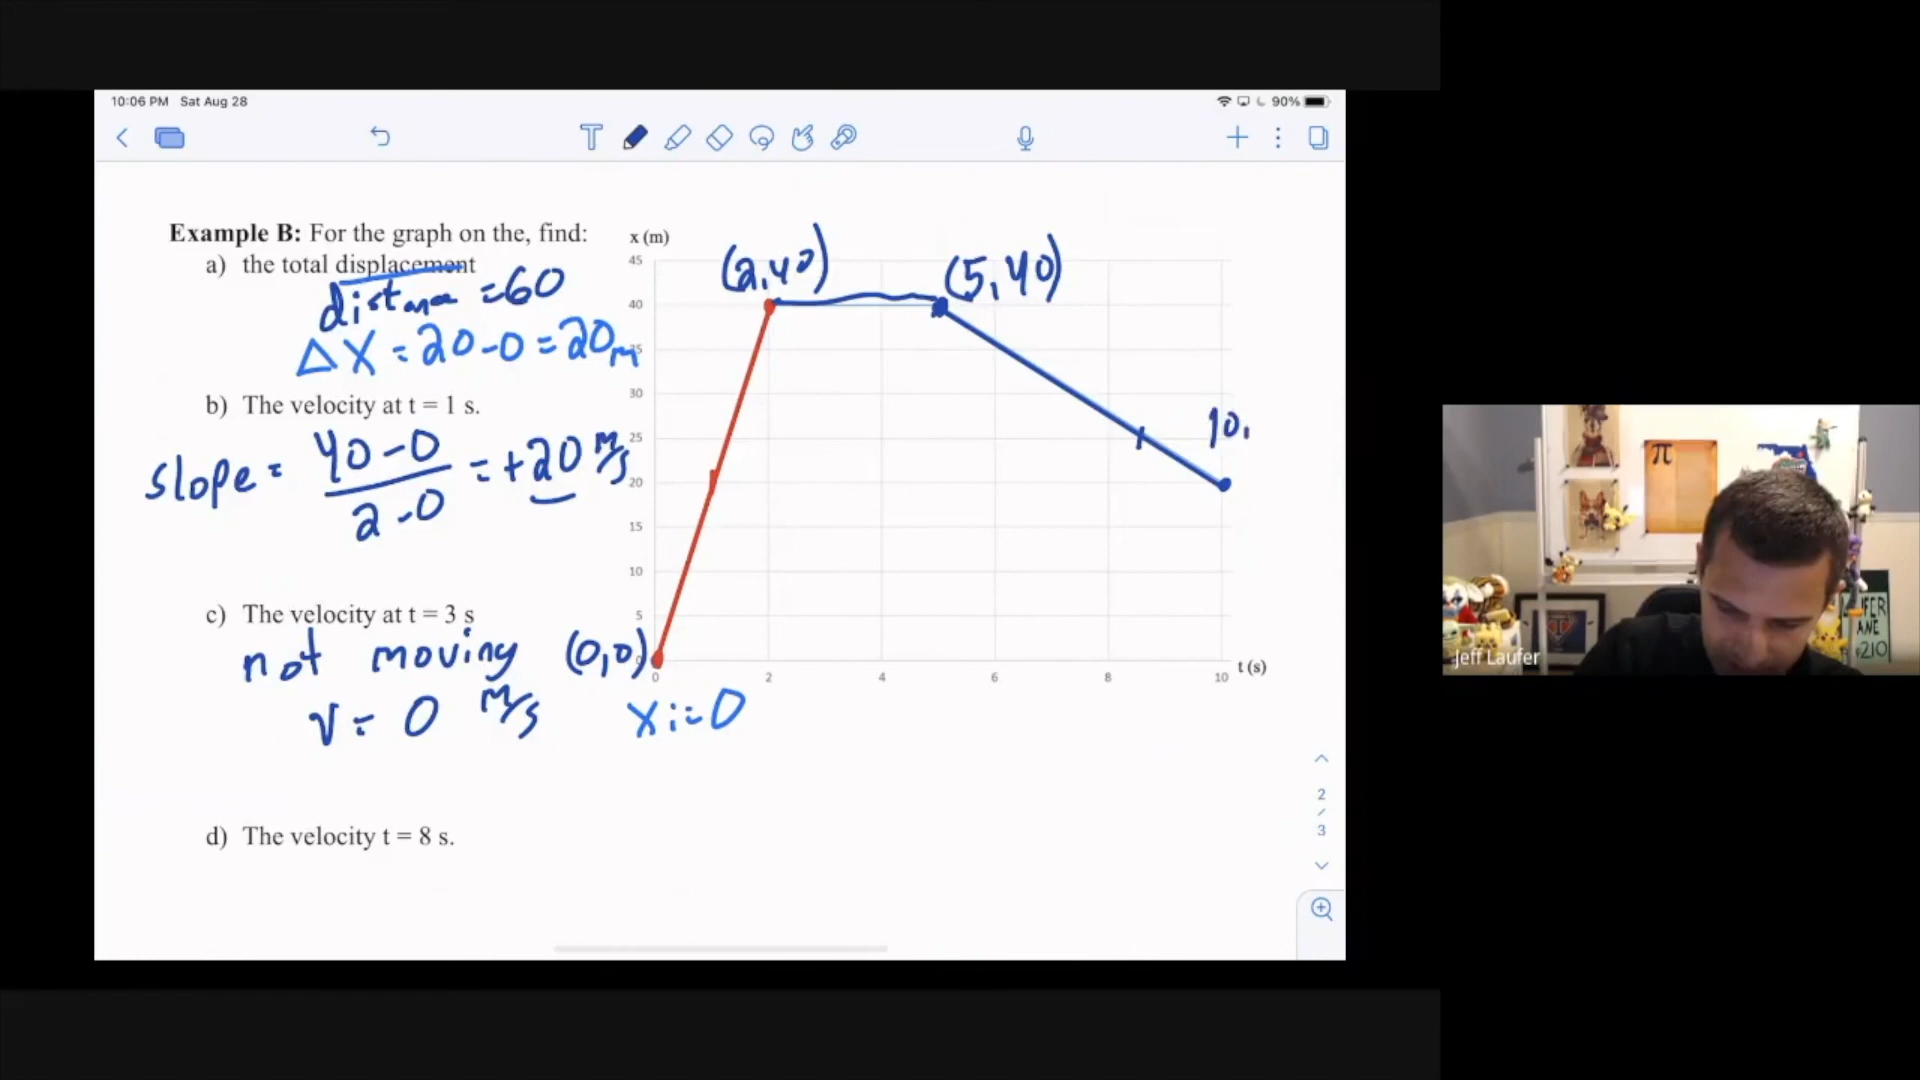 10:06 PM Sat Aug 28
90%
Example B: For the graph on the, find:
a) the total displacement
distance = 60
ΔX = 20-0 = 20m
b) The velocity at t = 1 s.
slope = 40-0 / 2-0 = +20 m/s
c) The velocity at t = 3 s
not moving
v = 0 m/s
d) The velocity t = 8 s.
x (m)
45
40
35
30
25
20
15
10
5
0
0 2 4 6 8 10
t (s)
(2,40)
(5,40)
10,
(0,0)
Xi=0
2
/
3
π
Jeff Laufer
ANE
$210